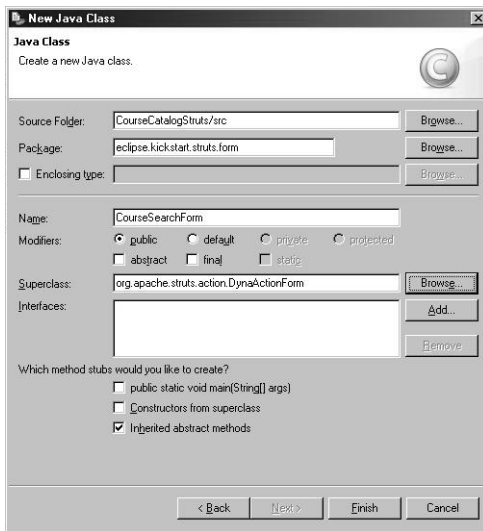 New Java Class
Java Class
Create a new Java class.
Source Folder: CourseCatalogStruts/src Browse...
Package: eclipse.kickstart.struts.form Browse...
Enclosing type: Browse...
Name: CourseSearchForm
Modifiers: public default private protected
abstract final static
Superclass: org.apache.struts.action.DynaActionForm Browse...
Interfaces: Add...
Remove
Which method stubs would you like to create?
public static void main(String[] args)
Constructors from superclass
Inherited abstract methods
< Back Next > Finish Cancel